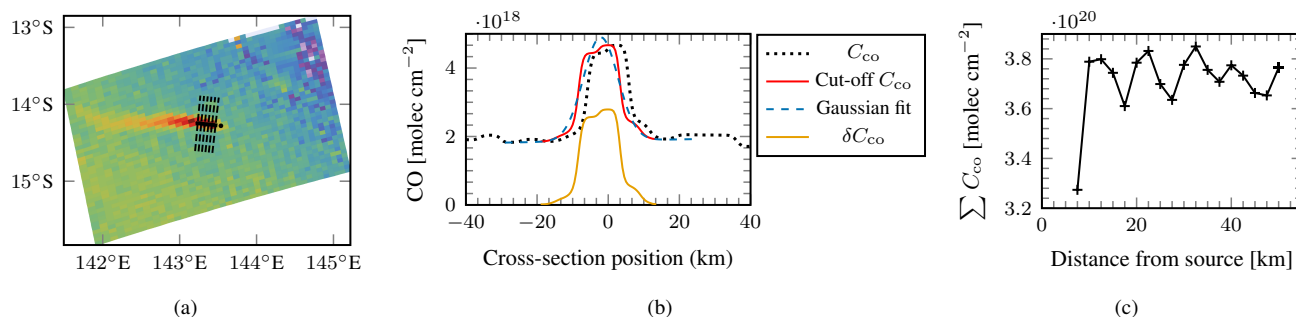 13°S
14°S
15°S
142°E 143°E 144°E 145°E
(a)
·10¹⁸
4
2
0
CO [molec cm⁻²]
−40 −20 0 20 40
Cross-section position (km)
C_co
Cut-off C_co
Gaussian fit
δC_co
(b)
·10²⁰
3.8
3.6
3.4
3.2
∑ C_co [molec cm⁻²]
0 20 40
Distance from source [km]
(c)